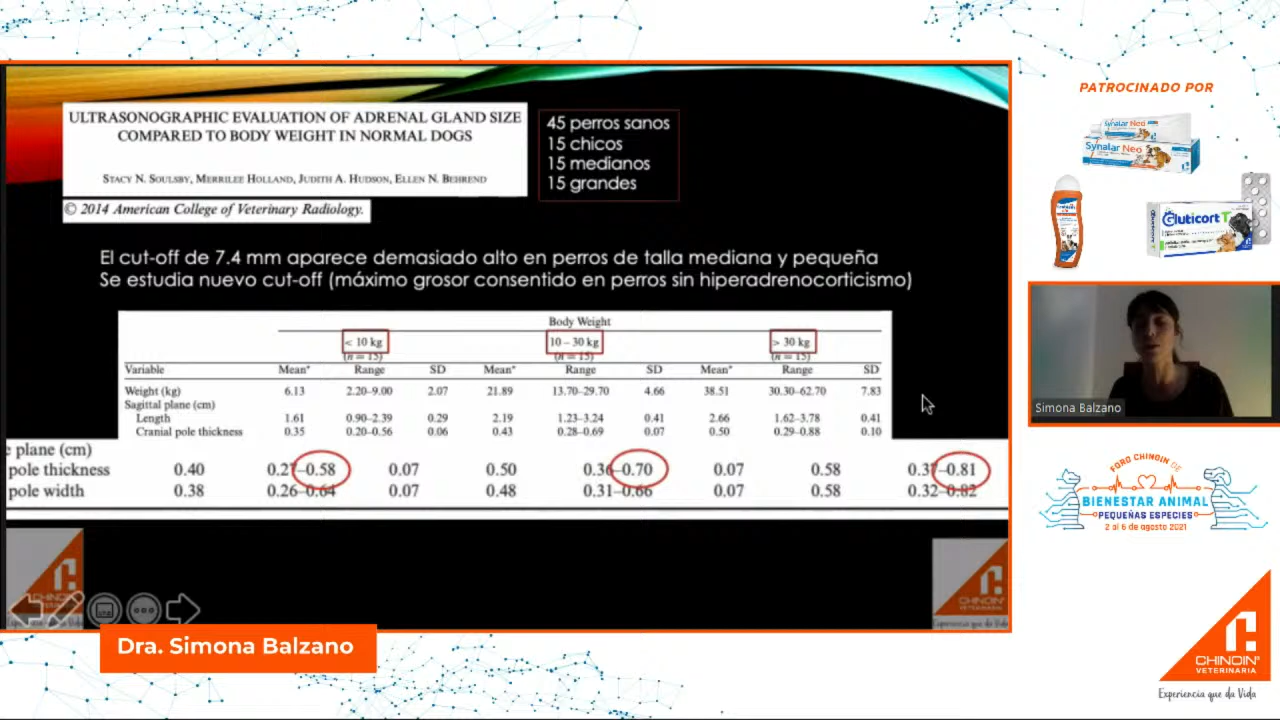 ULTRASONOGRAPHIC EVALUATION OF ADRENAL GLAND SIZE
COMPARED TO BODY WEIGHT IN NORMAL DOGS
STACY N. SOULSBY, MERRILEE HOLLAND, JUDITH A. HUDSON, ELLEN N. BEHREND
© 2014 American College of Veterinary Radiology.
45 perros sanos
15 chicos
15 medianos
15 grandes
El cut-off de 7.4 mm aparece demasiado alto en perros de talla mediana y pequeña
Se estudia nuevo cut-off (máximo grosor consentido en perros sin hiperadrenocorticismo)
Body Weight
< 10 kg 10–30 kg > 30 kg
(n = 15) (n = 15) (n = 15)
Variable Mean* Range SD Mean* Range SD Mean* Range SD
Weight (kg) 6.13 2.20–9.00 2.07 21.89 13.70–29.70 4.66 38.51 30.30–62.70 7.83
Sagittal plane (cm)
Length 1.61 0.90–2.39 0.29 2.19 1.23–3.24 0.41 2.66 1.62–3.78 0.41
Cranial pole thickness 0.35 0.20–0.56 0.06 0.43 0.28–0.69 0.07 0.50 0.29–0.88 0.10
e plane (cm)
pole thickness 0.40 0.27–0.58 0.07 0.50 0.36–0.70 0.07 0.58 0.37–0.81
pole width 0.38 0.26–0.64 0.07 0.48 0.31–0.66 0.07 0.58 0.32–0.82
CHINOIN
VETERINARIA
Experiencia que da Vida
Dra. Simona Balzano
PATROCINADO POR
Synalar Neo
Synalar Neo
Gluticort T
Simona Balzano
FORO CHINOIN DE
BIENESTAR ANIMAL
PEQUEÑAS ESPECIES
2 al 6 de agosto 2021
CHINOIN
VETERINARIA
Experiencia que da Vida